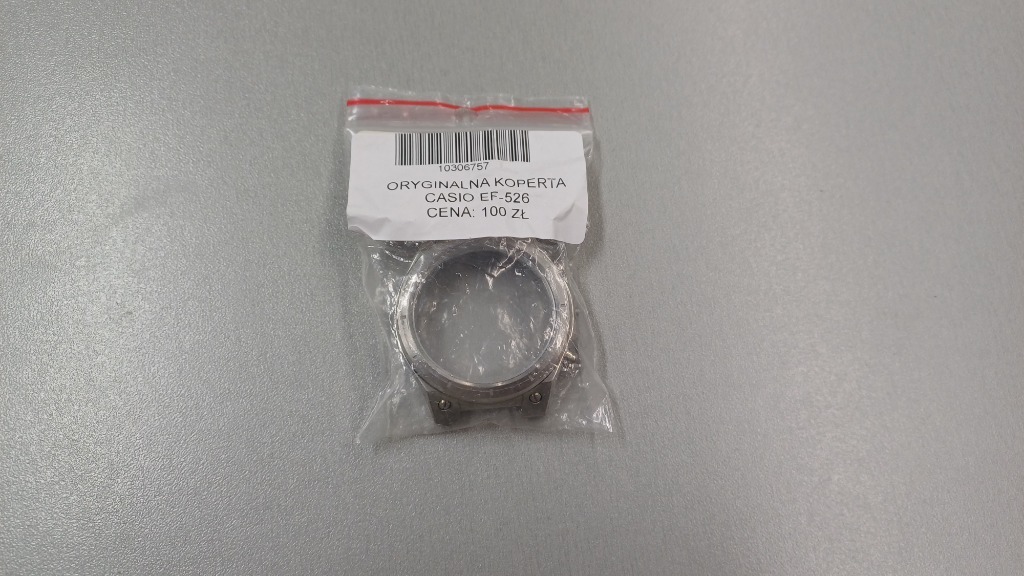 10306757
ORYGINALNA KOPERTA
CASIO EF-526
CENA: 100 ZŁ